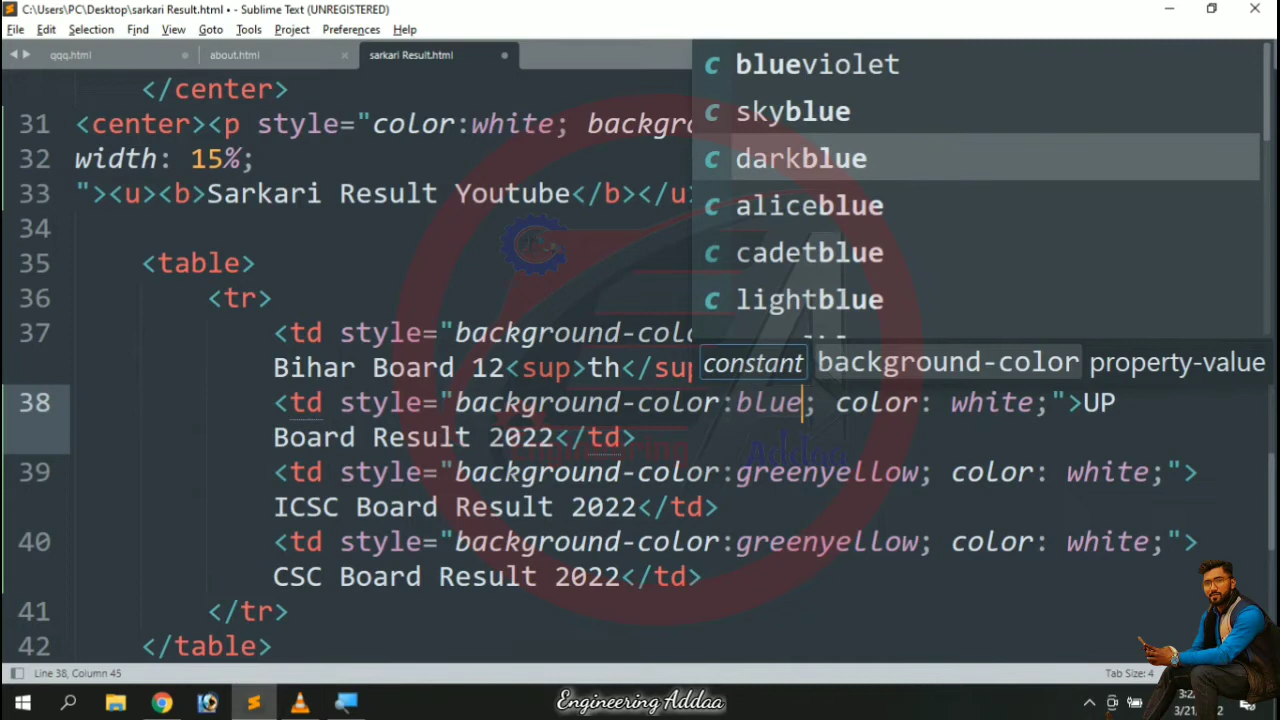 C:\Users\PC\Desktop\sarkari Result.html • - Sublime Text (UNREGISTERED)
File Edit Selection Find View Goto Tools Project Preferences Help
qqq.html about.html sarkari Result.html
</center>
31 <center><p style="color:white; backgro
32 width: 15%;
33 "><u><b>Sarkari Result Youtube</b></u
34
35 <table>
36 <tr>
37 <td style="background-colo
Bihar Board 12<sup>th</sup
38 <td style="background-color:blue; color: white;">UP
Board Result 2022</td>
39 <td style="background-color:greenyellow; color: white;">
ICSC Board Result 2022</td>
40 <td style="background-color:greenyellow; color: white;">
CSC Board Result 2022</td>
41 </tr>
42 </table>
c blueviolet
c skyblue
c darkblue
c aliceblue
c cadetblue
c lightblue
constant background-color property-value
Engineering Addaa
Line 38, Column 45
Tab Size: 4
Engineering Addaa